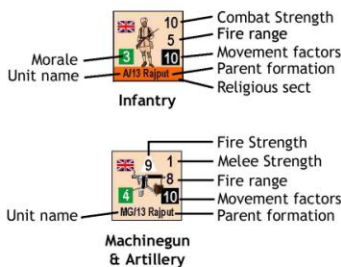 10 Combat Strength
5 Fire range
Morale 3 10 Movement factors
Unit name A/13 Rajput Parent formation
Religious sect
Infantry
Fire Strength
9 1 Melee Strength
8 Fire range
4 10 Movement factors
Unit name MG/13 Rajput Parent formation
Machinegun
& Artillery